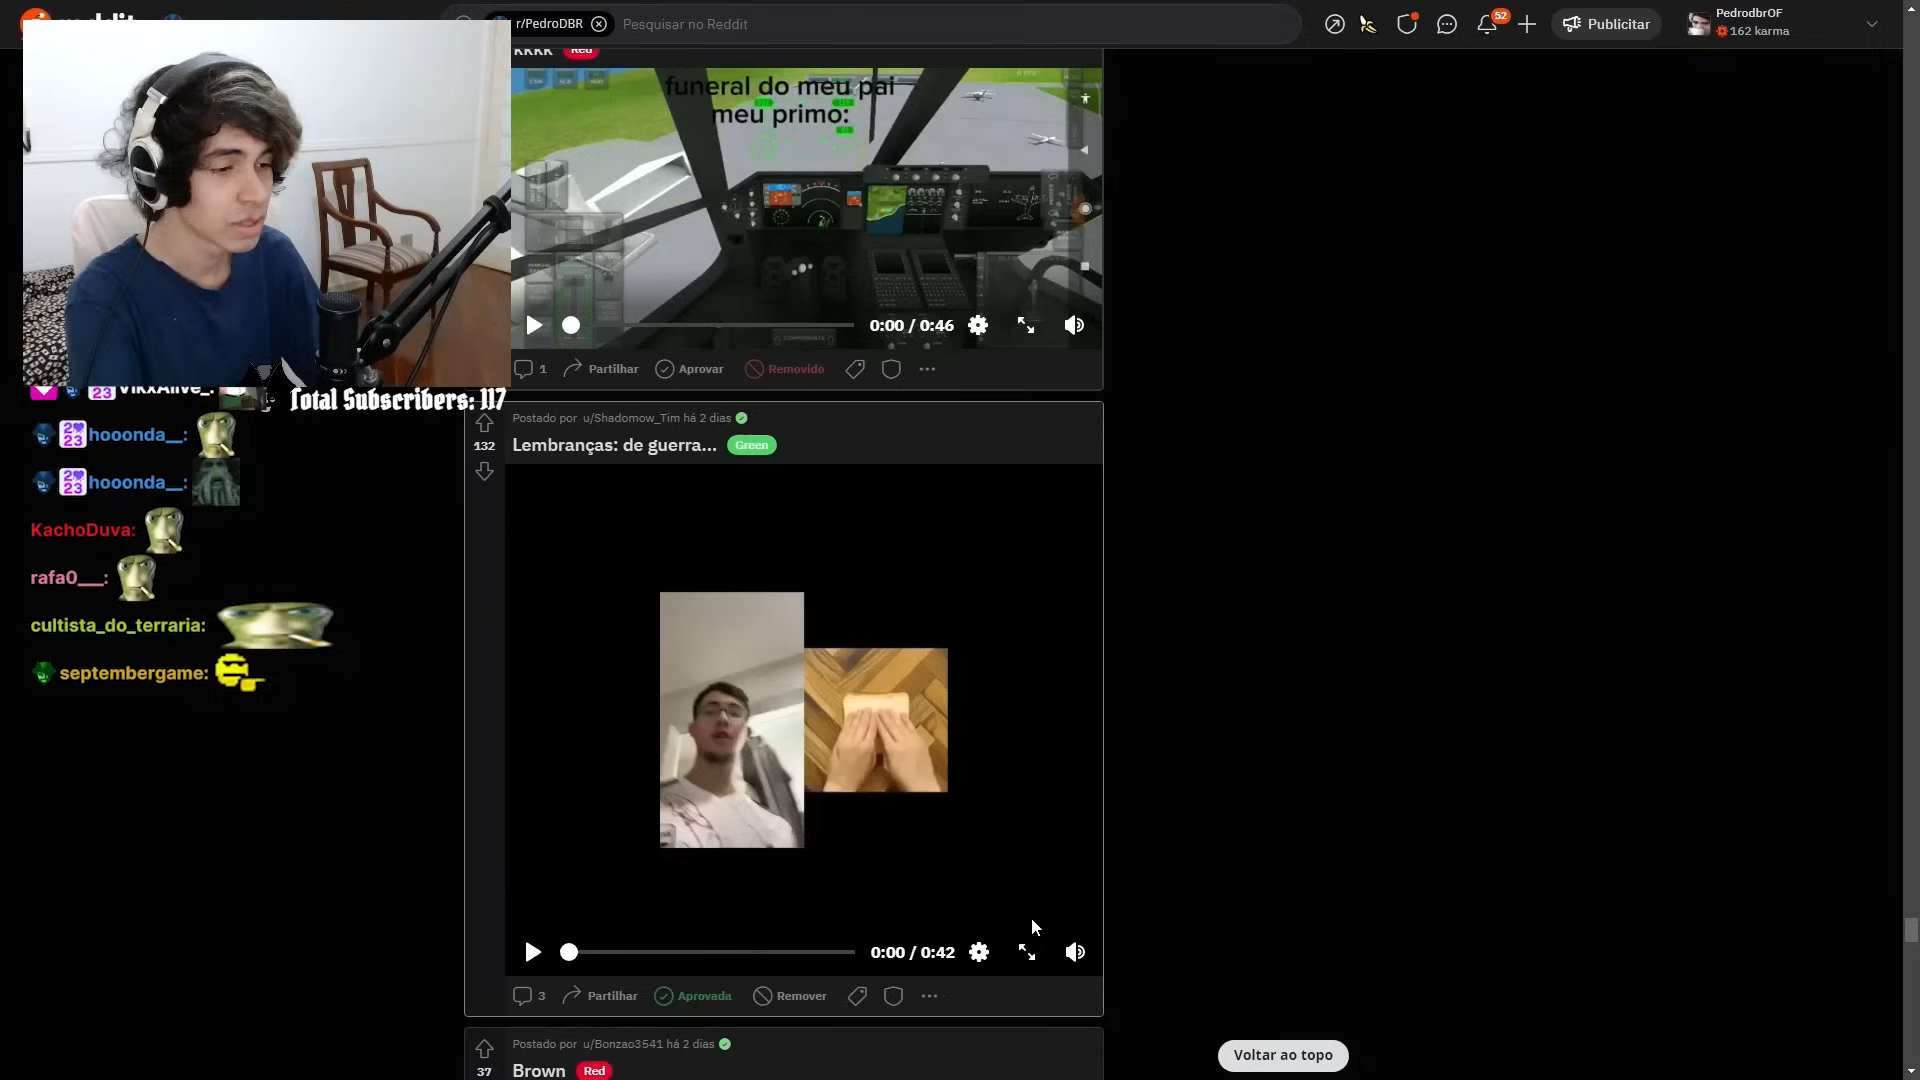 r/PedroDBR
Pesquisar no Reddit
52
Publicitar
PedrodbrOF
162 karma
KKKK Red
funeral do meu pai
meu primo:
0:00 / 0:46
1 Partilhar Aprovar Removido
VikxAlive_:
Total Subscribers: 117
hooonda__:
hooonda__:
KachoDuva:
rafa0___:
cultista_do_terraria:
septembergame:
Postado por u/Shadomow_Tim há 2 dias
132
Lembranças: de guerra... Green
0:00 / 0:42
3 Partilhar Aprovada Remover
Postado por u/Bonzao3541 há 2 dias
37
Brown Red
Voltar ao topo